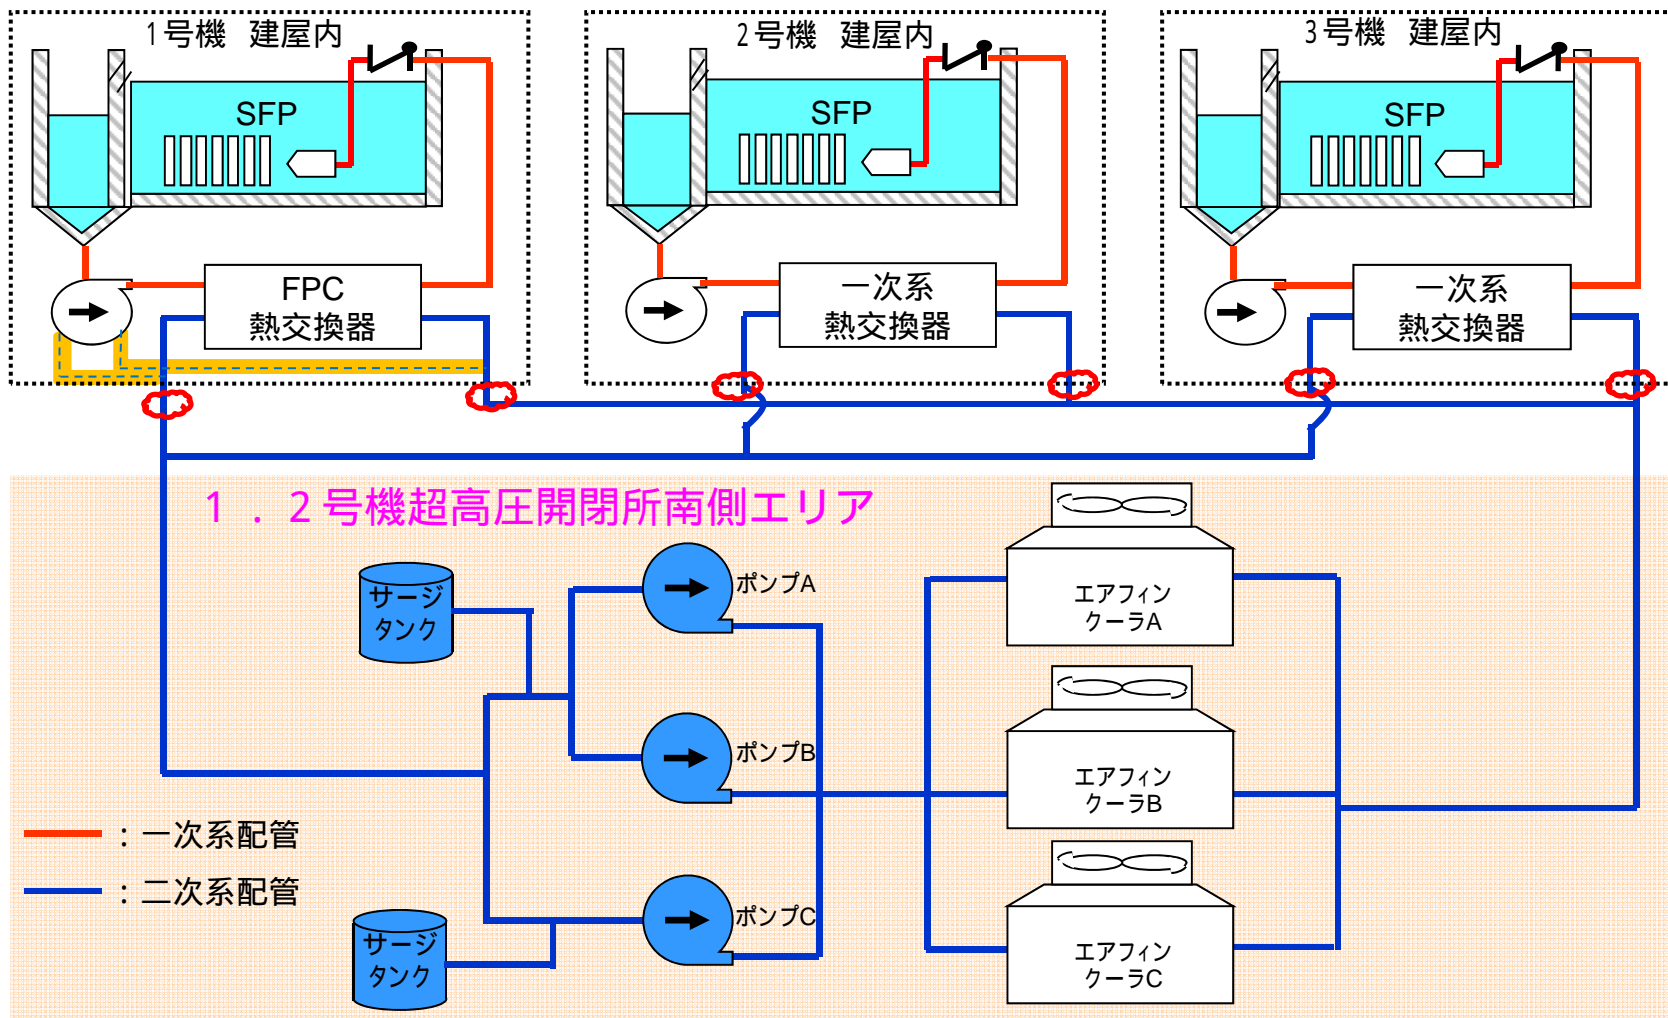 1号機 建屋内
2号機 建屋内
3号機 建屋内
SFP
SFP
SFP
FPC
熱交換器
一次系
熱交換器
一次系
熱交換器
1．2号機超高圧開閉所南側エリア
サージ
タンク
ポンプA
エアフィン
クーラA
ポンプB
エアフィン
クーラB
：一次系配管
：二次系配管
サージ
タンク
ポンプC
エアフィン
クーラC